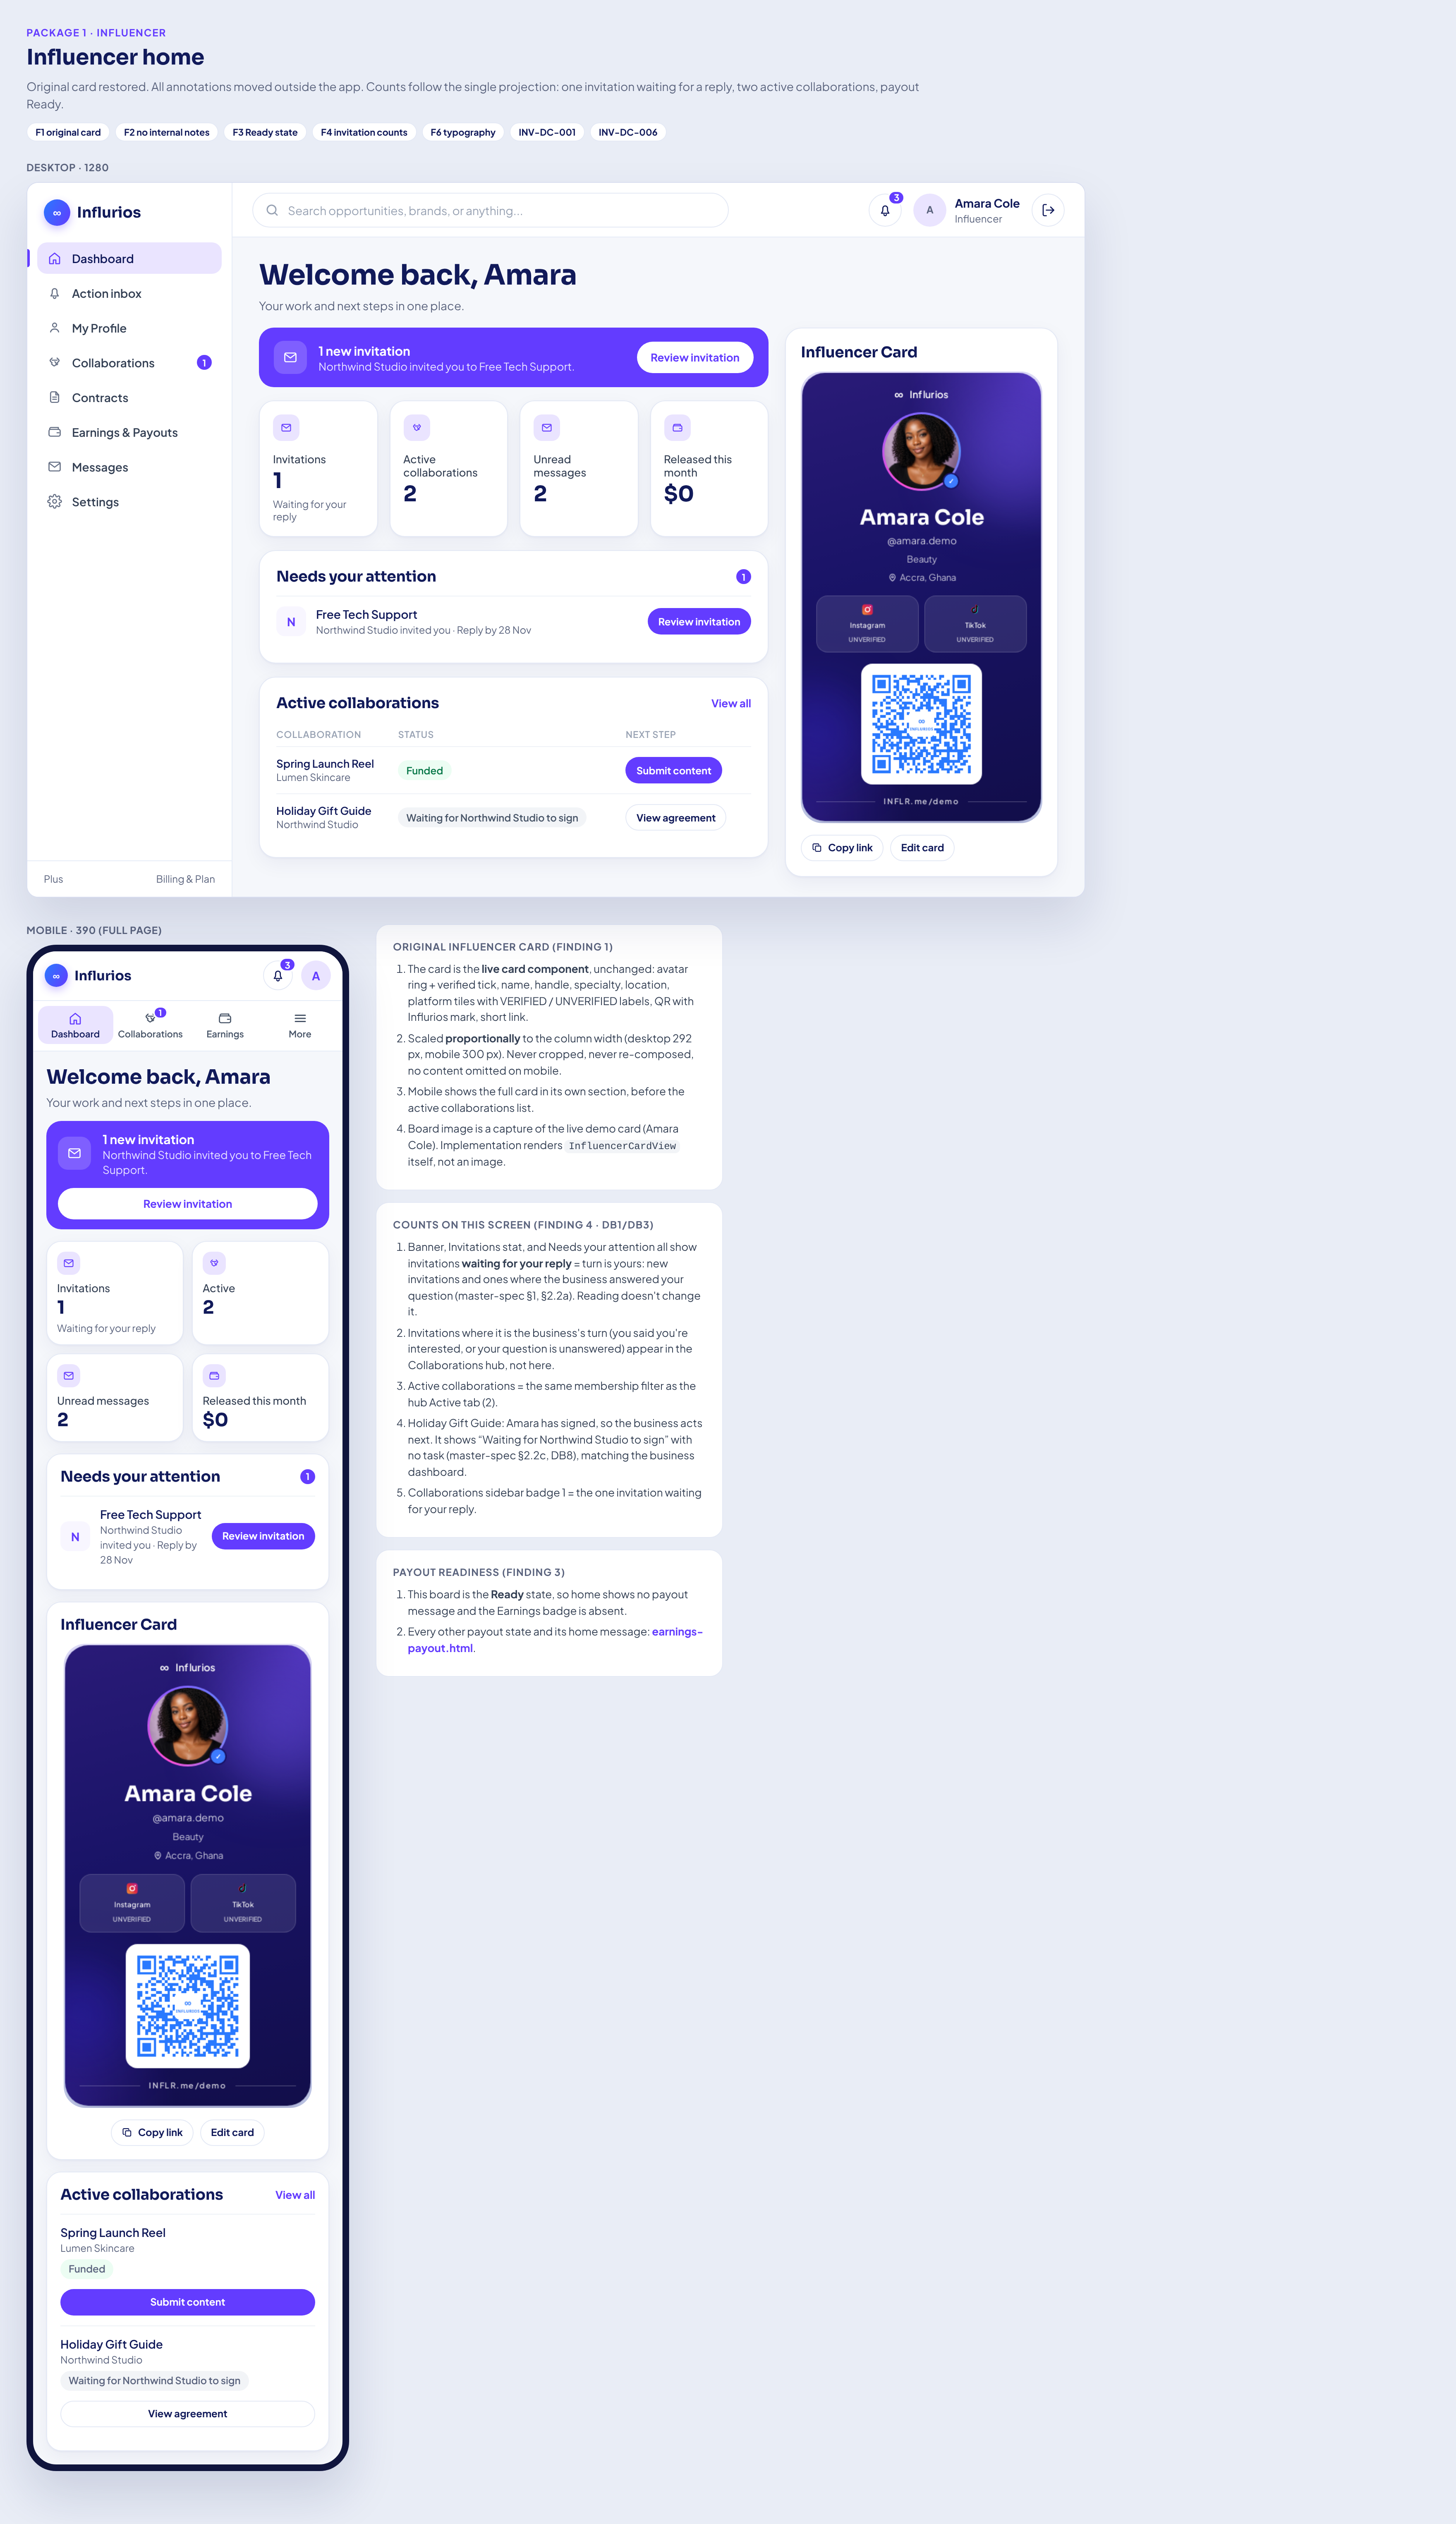 PACKAGE 1 · INFLUENCER
Influencer home
Original card restored. All annotations moved outside the app. Counts follow the single projection: one invitation waiting for a reply, two active collaborations, payout
Ready.
F1 original card
F2 no internal notes
F3 Ready state
F4 invitation counts
F6 typography
INV-DC-001
INV-DC-006
DESKTOP · 1280
Influrios
Search opportunities, brands, or anything...
3
A
Amara Cole
Influencer
Dashboard
Action inbox
My Profile
Collaborations
1
Contracts
Earnings & Payouts
Messages
Settings
Plus
Billing & Plan
Welcome back, Amara
Your work and next steps in one place.
1 new invitation
Northwind Studio invited you to Free Tech Support.
Review invitation
Invitations
1
Waiting for your
reply
Active
collaborations
2
Unread
messages
2
Released this
month
$0
Needs your attention
1
N
Free Tech Support
Northwind Studio invited you · Reply by 28 Nov
Review invitation
Active collaborations
View all
COLLABORATION
STATUS
NEXT STEP
Spring Launch Reel
Lumen Skincare
Funded
Submit content
Holiday Gift Guide
Northwind Studio
Waiting for Northwind Studio to sign
View agreement
Influencer Card
Influrios
Amara Cole
@amara.demo
Beauty
Accra, Ghana
Instagram
UNVERIFIED
TikTok
UNVERIFIED
INFLURIOS
INFLR.me/demo
Copy link
Edit card
MOBILE · 390 (FULL PAGE)
Influrios
3
A
Dashboard
1
Collaborations
Earnings
More
Welcome back, Amara
Your work and next steps in one place.
1 new invitation
Northwind Studio invited you to Free Tech
Support.
Review invitation
Invitations
1
Waiting for your reply
Active
2
Unread messages
2
Released this month
$0
Needs your attention
1
N
Free Tech Support
Northwind Studio
invited you · Reply by
28 Nov
Review invitation
Influencer Card
Influrios
Amara Cole
@amara.demo
Beauty
Accra, Ghana
Instagram
UNVERIFIED
TikTok
UNVERIFIED
INFLURIOS
INFLR.me/demo
Copy link
Edit card
Active collaborations
View all
Spring Launch Reel
Lumen Skincare
Funded
Submit content
Holiday Gift Guide
Northwind Studio
Waiting for Northwind Studio to sign
View agreement
ORIGINAL INFLUENCER CARD (FINDING 1)
1. The card is the live card component, unchanged: avatar
ring + verified tick, name, handle, specialty, location,
platform tiles with VERIFIED / UNVERIFIED labels, QR with
Influrios mark, short link.
2. Scaled proportionally to the column width (desktop 292
px, mobile 300 px). Never cropped, never re-composed,
no content omitted on mobile.
3. Mobile shows the full card in its own section, before the
active collaborations list.
4. Board image is a capture of the live demo card (Amara
Cole). Implementation renders InfluencerCardView
itself, not an image.
COUNTS ON THIS SCREEN (FINDING 4 · DB1/DB3)
1. Banner, Invitations stat, and Needs your attention all show
invitations waiting for your reply = turn is yours: new
invitations and ones where the business answered your
question (master-spec §1, §2.2a). Reading doesn't change
it.
2. Invitations where it is the business's turn (you said you're
interested, or your question is unanswered) appear in the
Collaborations hub, not here.
3. Active collaborations = the same membership filter as the
hub Active tab (2).
4. Holiday Gift Guide: Amara has signed, so the business acts
next. It shows “Waiting for Northwind Studio to sign” with
no task (master-spec §2.2c, DB8), matching the business
dashboard.
5. Collaborations sidebar badge 1 = the one invitation waiting
for your reply.
PAYOUT READINESS (FINDING 3)
1. This board is the Ready state, so home shows no payout
message and the Earnings badge is absent.
2. Every other payout state and its home message: earnings-
payout.html.